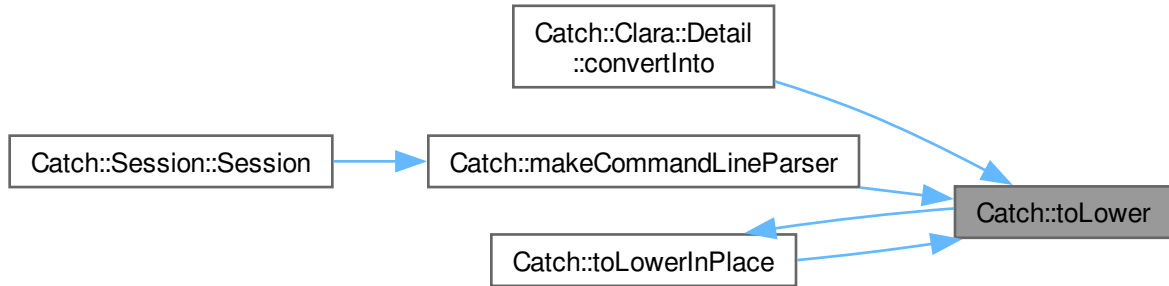 Catch::Clara::Detail
::convertInto
Catch::Session::Session
Catch::makeCommandLineParser
Catch::toLower
Catch::toLowerInPlace